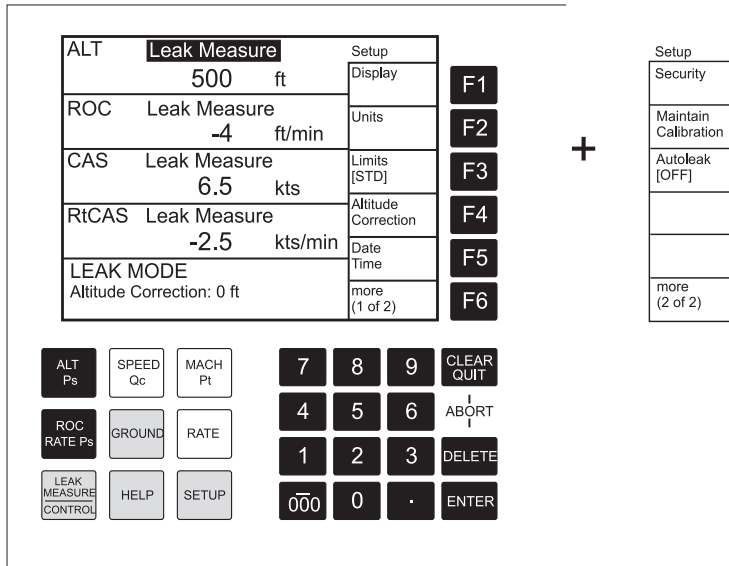 ALT Leak Measure
500 ft
ROC Leak Measure
-4 ft/min
CAS Leak Measure
6.5 kts
RtCAS Leak Measure
-2.5 kts/min
LEAK MODE
Altitude Correction: 0 ft
Setup
Display
Units
Limits
[STD]
Altitude
Correction
Date
Time
more
(1 of 2)
F1
F2
F3
F4
F5
F6
+
Setup
Security
Maintain
Calibration
Autoleak
[OFF]
more
(2 of 2)
ALT
Ps
SPEED
Qc
MACH
Pt
ROC
RATE Ps
GROUND
RATE
LEAK
MEASURE
CONTROL
HELP
SETUP
7 8 9 CLEAR
QUIT
4 5 6 ABORT
1 2 3 DELETE
000 0 . ENTER